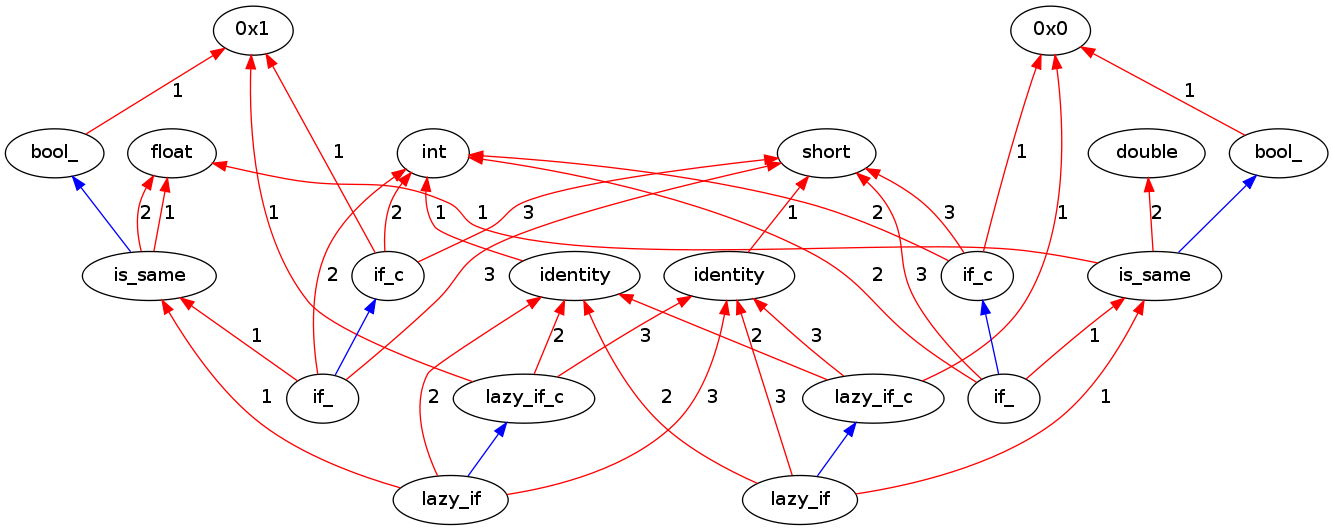 0x1
0x0
1
1
bool_
float
int
short
double
bool_
1
1
2
1
1
2
1
1
3
1
2
3
1
2
is_same
if_c
identity
identity
if_c
is_same
2
3
2
3
1
2
3
2
3
1
if_
lazy_if_c
lazy_if_c
if_
1
2
2
3
3
1
lazy_if
lazy_if